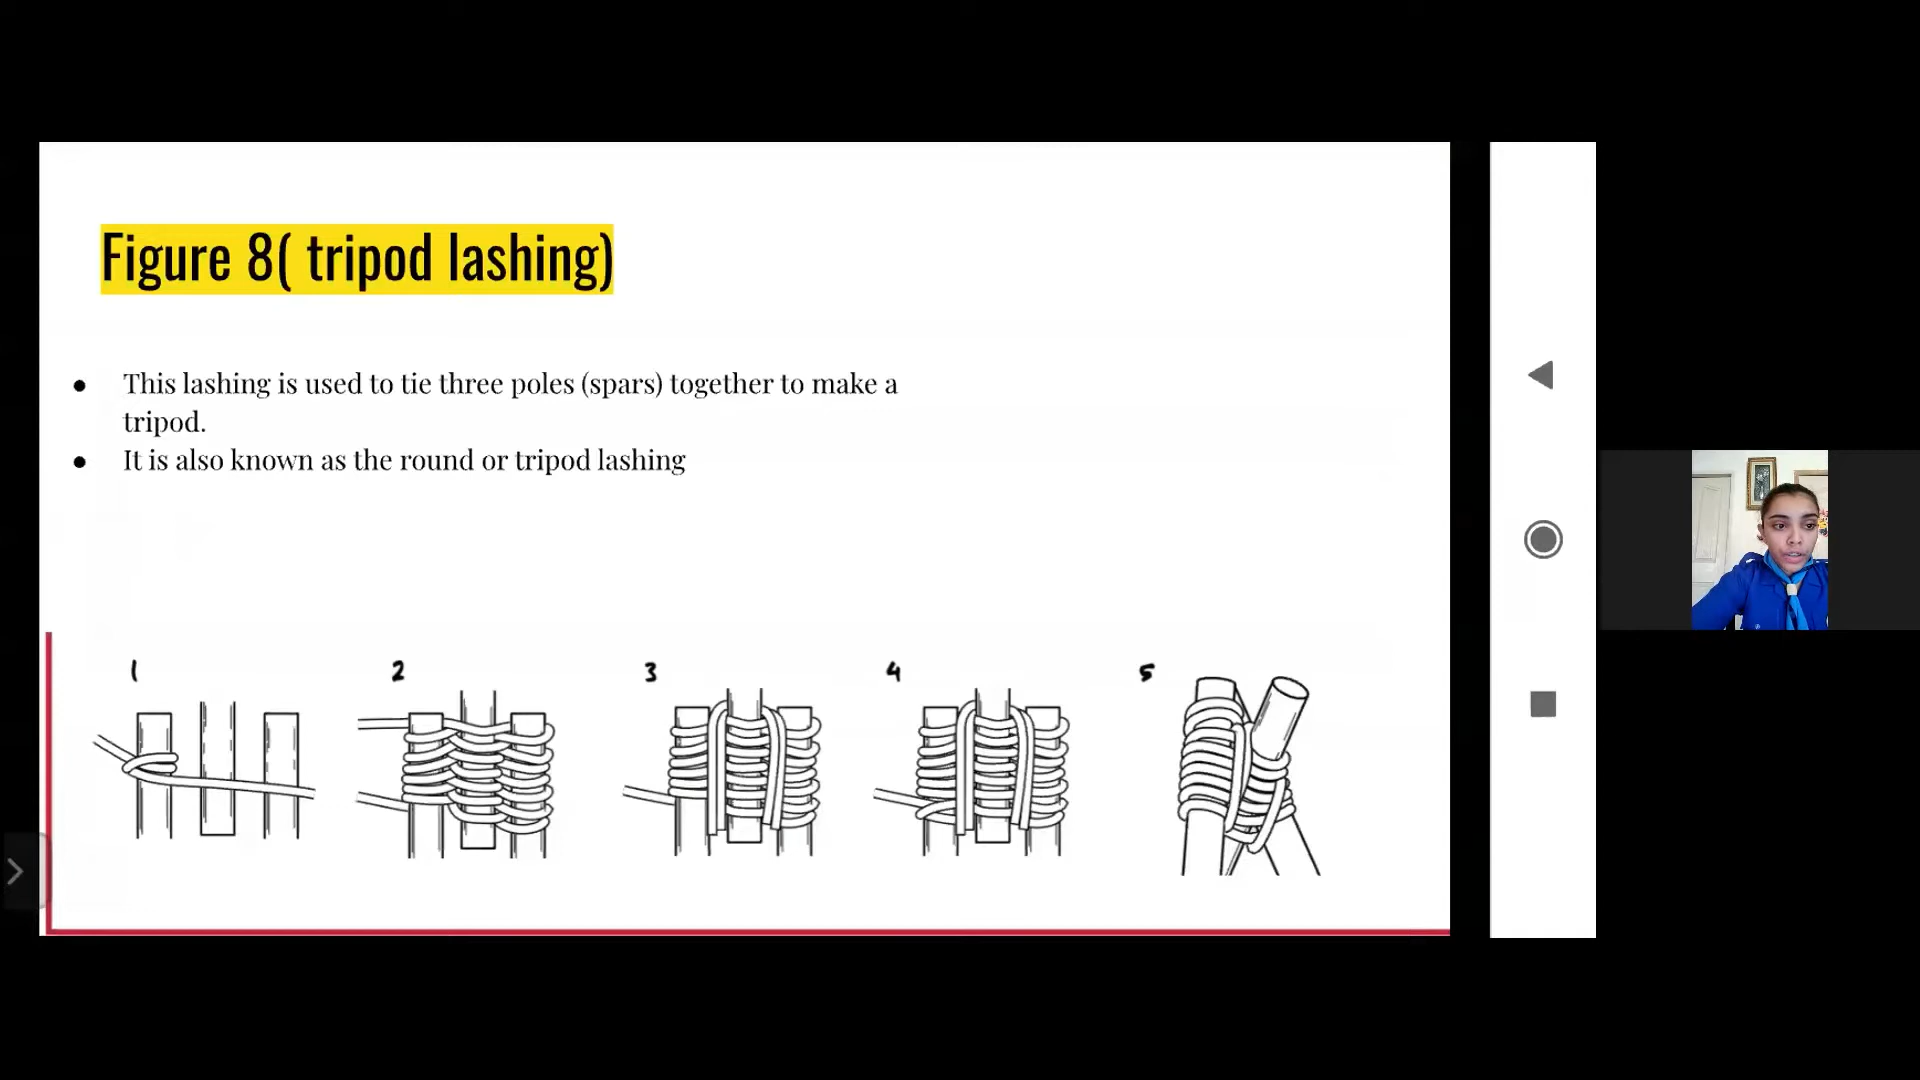 Figure 8( tripod lashing)
● This lashing is used to tie three poles (spars) together to make a
tripod.
● It is also known as the round or tripod lashing
1 2 3 4 5